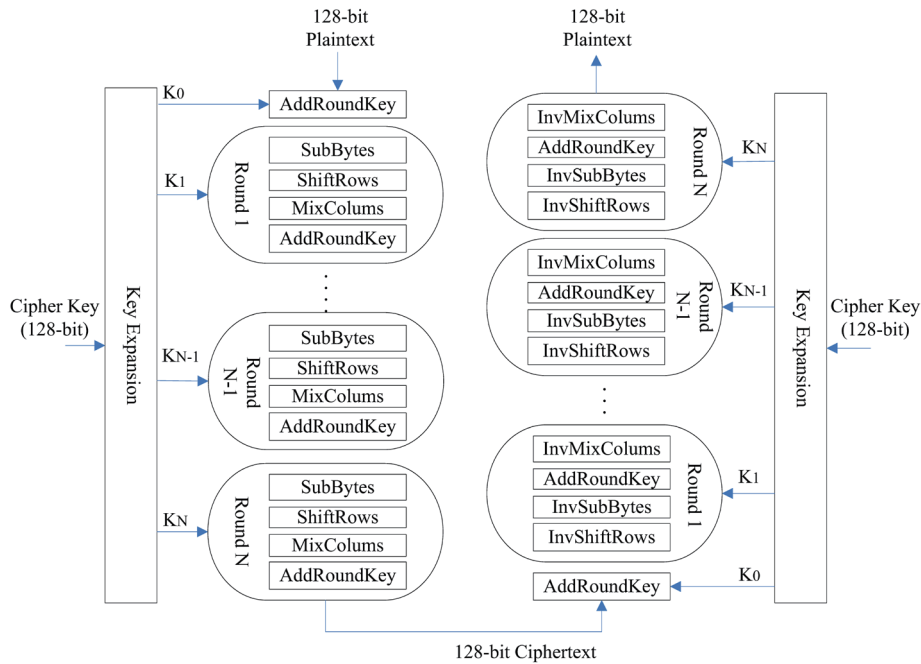 128-bit
Plaintext
K0
AddRoundKey
K1
Round 1
SubBytes
ShiftRows
MixColums
AddRoundKey
Cipher Key
(128-bit)
Key Expansion
KN-1
Round
N-1
SubBytes
ShiftRows
MixColums
AddRoundKey
KN
Round N
SubBytes
ShiftRows
MixColums
AddRoundKey
128-bit Ciphertext
128-bit
Plaintext
InvMixColums
AddRoundKey
InvSubBytes
InvShiftRows
Round N
KN
InvMixColums
AddRoundKey
InvSubBytes
InvShiftRows
Round
N-1
KN-1
Key Expansion
Cipher Key
(128-bit)
InvMixColums
AddRoundKey
InvSubBytes
InvShiftRows
Round 1
K1
AddRoundKey
K0